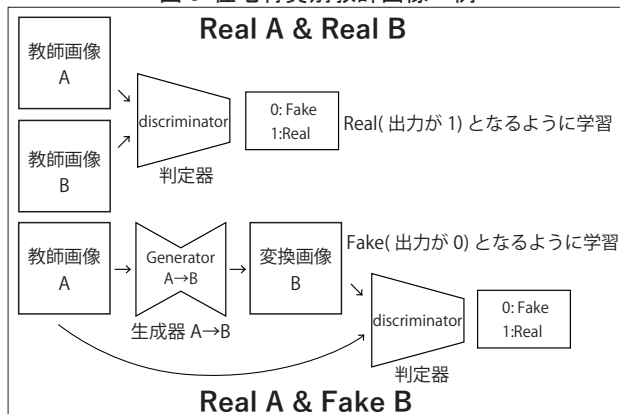 Real A & Real B
教師画像
A
discriminator
判定器
0: Fake
1:Real
Real( 出力が 1) となるように学習
教師画像
B
教師画像
A
Generator
A→B
生成器 A→B
変換画像
B
Fake( 出力が 0) となるように学習
discriminator
判定器
0: Fake
1:Real
Real A & Fake B